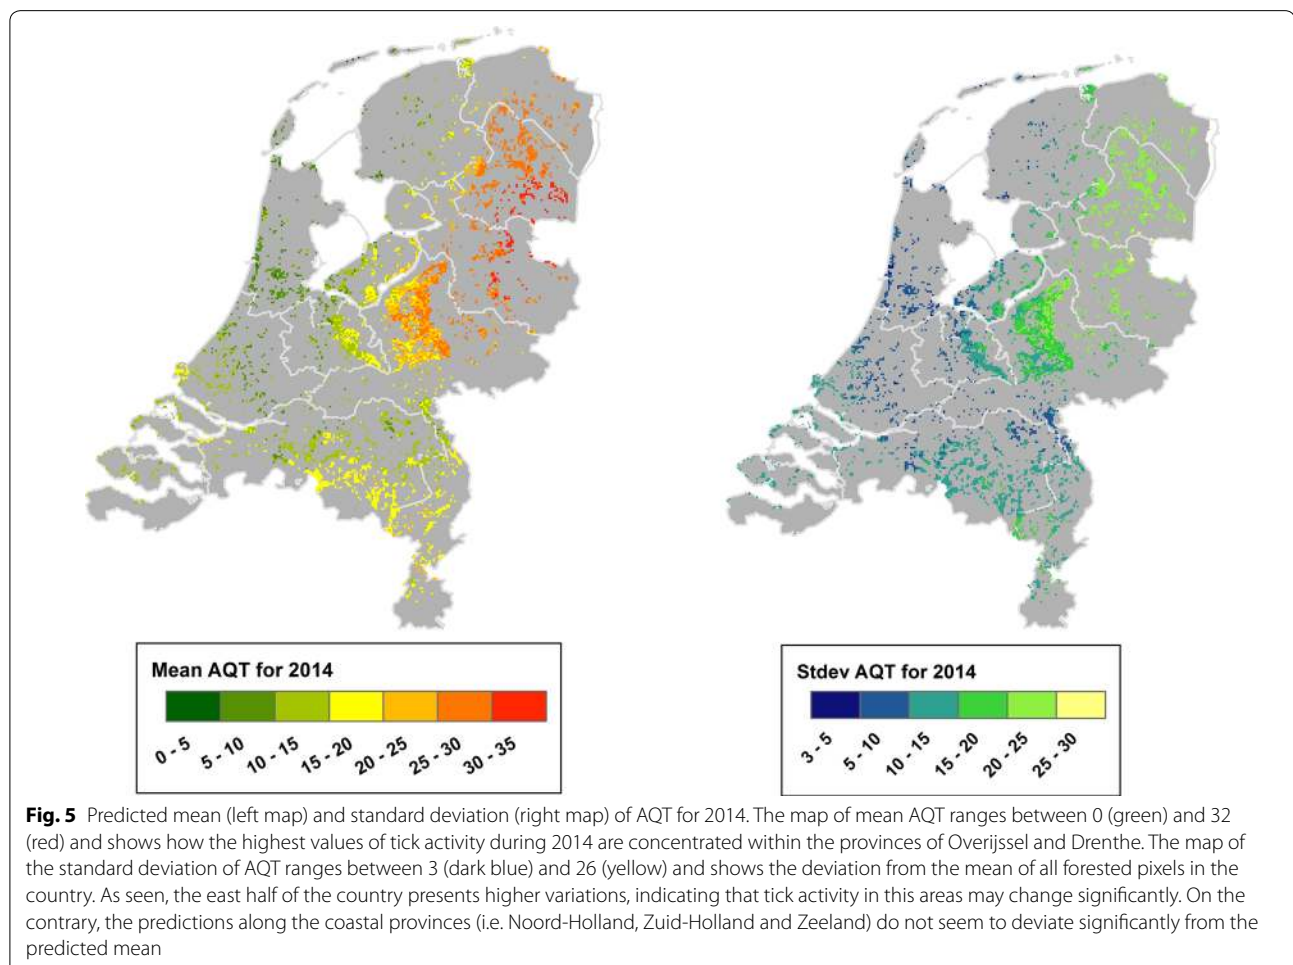 Mean AQT for 2014
0 - 5
5 - 10
10 - 15
15 - 20
20 - 25
25 - 30
30 - 35
Stdev AQT for 2014
3 - 5
5 - 10
10 - 15
15 - 20
20 - 25
25 - 30
Fig. 5 Predicted mean (left map) and standard deviation (right map) of AQT for 2014. The map of mean AQT ranges between 0 (green) and 32
(red) and shows how the highest values of tick activity during 2014 are concentrated within the provinces of Overijssel and Drenthe. The map of
the standard deviation of AQT ranges between 3 (dark blue) and 26 (yellow) and shows the deviation from the mean of all forested pixels in the
country. As seen, the east half of the country presents higher variations, indicating that tick activity in this areas may change significantly. On the
contrary, the predictions along the coastal provinces (i.e. Noord-Holland, Zuid-Holland and Zeeland) do not seem to deviate significantly from the
predicted mean